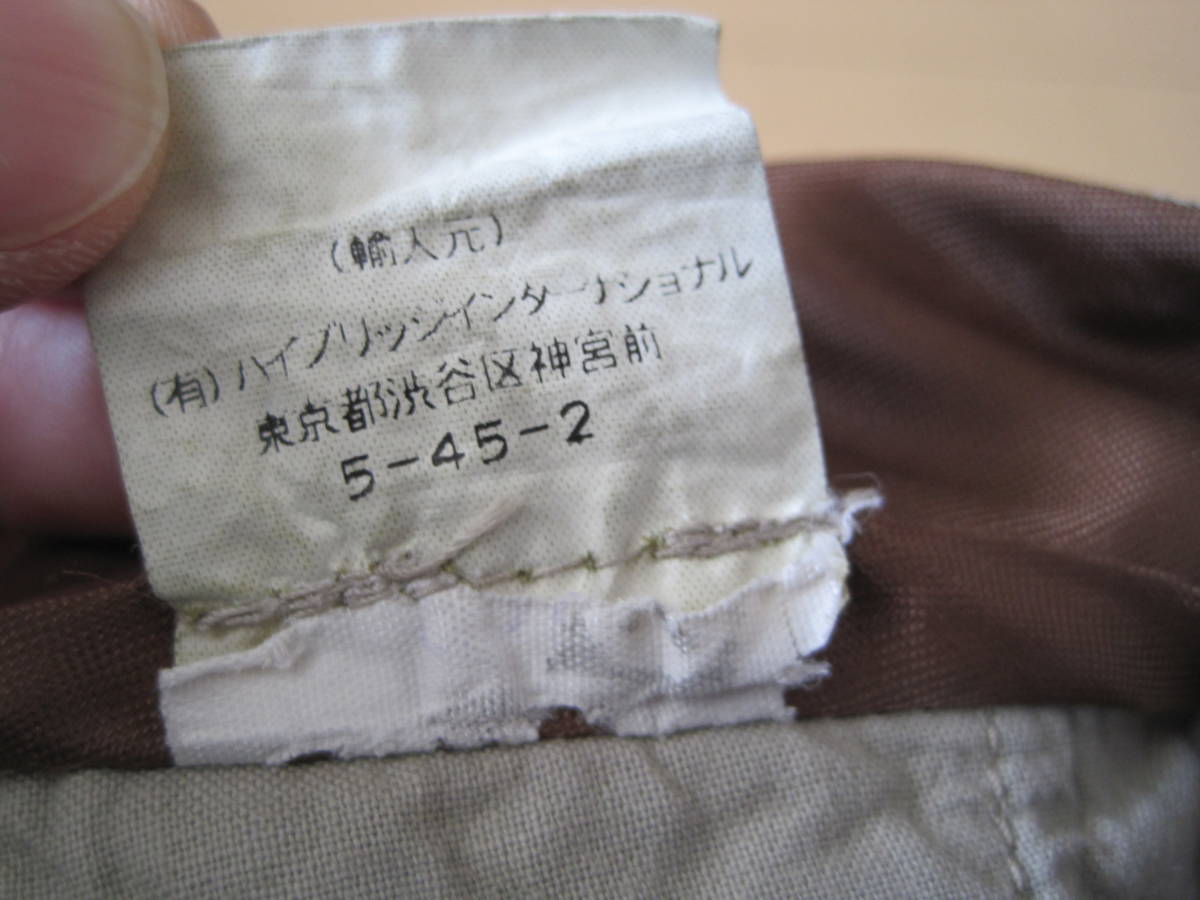 (輸入元)
(有)ハイブリッジインターナショナル
東京都渋谷区神宮前
5-45-2